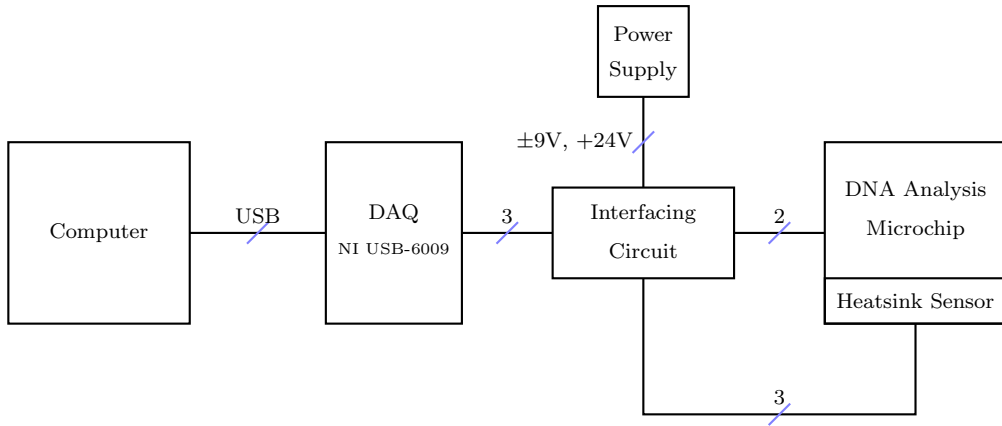 Power
Supply
±9V, +24V
Computer
USB
DAQ
NI USB-6009
3
Interfacing
Circuit
2
DNA Analysis
Microchip
Heatsink Sensor
3